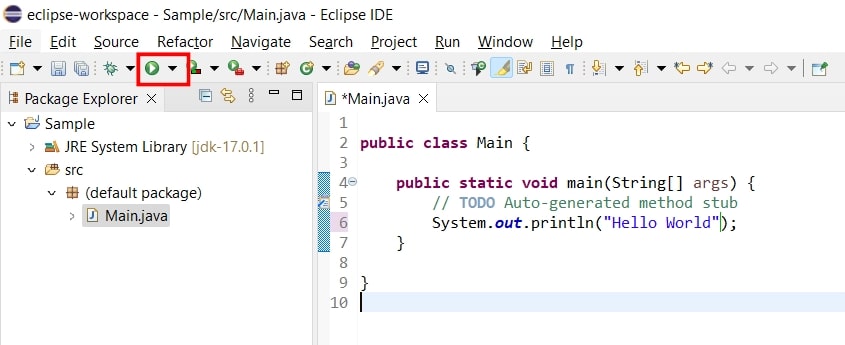 eclipse-workspace - Sample/src/Main.java - Eclipse IDE
File Edit Source Refactor Navigate Search Project Run Window Help
Package Explorer
Sample
JRE System Library [jdk-17.0.1]
src
(default package)
Main.java
*Main.java
1
2 public class Main {
3
4 public static void main(String[] args) {
5 // TODO Auto-generated method stub
6 System.out.println("Hello World");
7 }
8
9 }
10